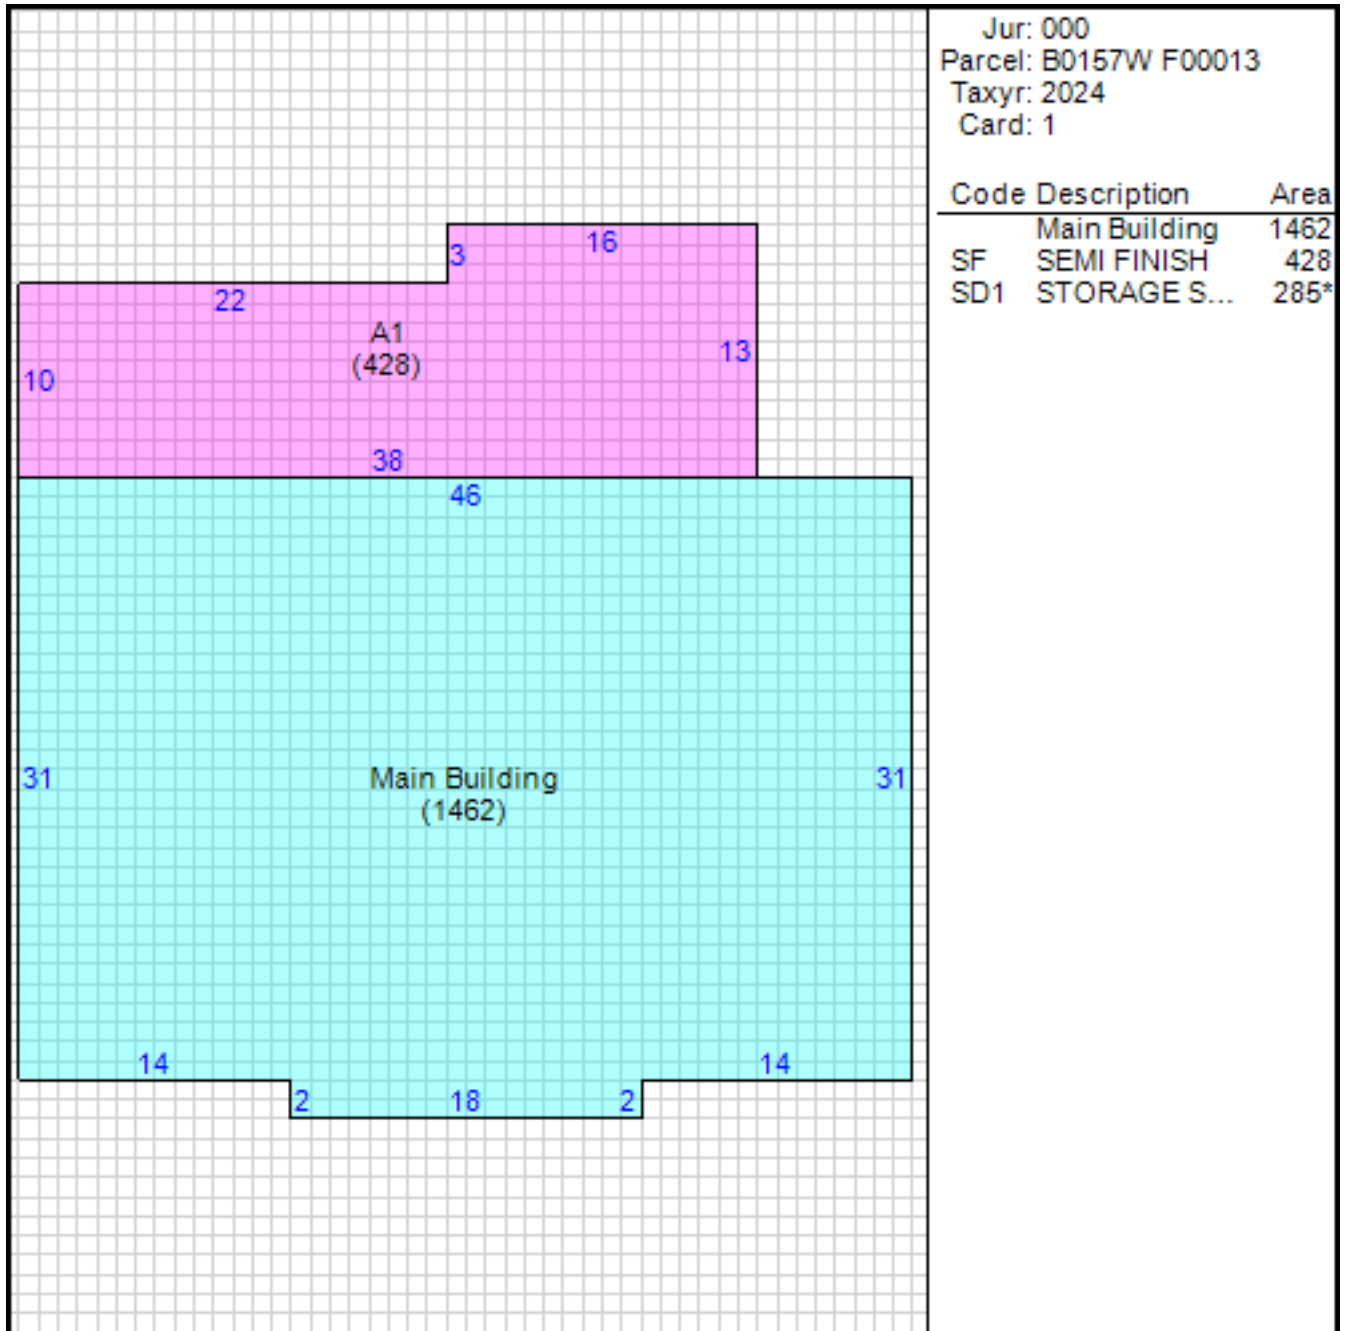 Jur: 000
Parcel: B0157W F00013
Taxyr: 2024
Card: 1
Code Description Area
Main Building 1462
SF SEMI FINISH 428
SD1 STORAGE S... 285*
16
3
22
A1
(428)
13
10
38
46
Main Building
(1462)
31
31
14
14
2
18
2